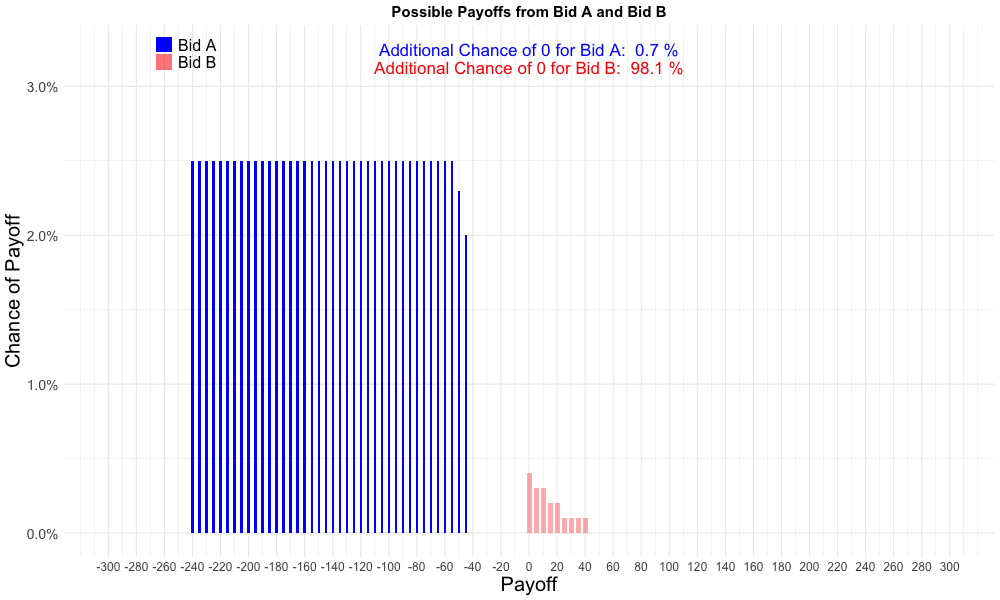 Possible Payoffs from Bid A and Bid B
Bid A
Bid B
Additional Chance of 0 for Bid A:  0.7 %
Additional Chance of 0 for Bid B:  98.1 %
Chance of Payoff
3.0%
2.0%
1.0%
0.0%
-300 -280 -260 -240 -220 -200 -180 -160 -140 -120 -100 -80 -60 -40 -20 0 20 40 60 80 100 120 140 160 180 200 220 240 260 280 300
Payoff